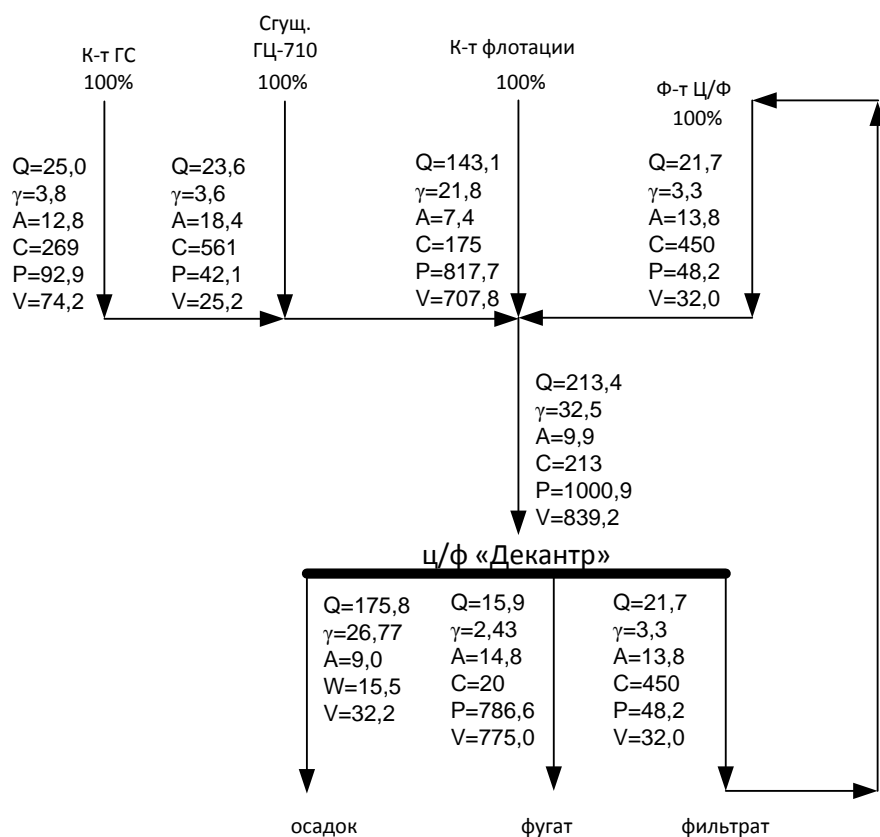 К-т ГС
100%
Сгущ.
ГЦ-710
100%
К-т флотации
100%
Ф-т Ц/Ф
100%
Q=25,0
γ=3,8
A=12,8
C=269
P=92,9
V=74,2
Q=23,6
γ=3,6
A=18,4
C=561
P=42,1
V=25,2
Q=143,1
γ=21,8
A=7,4
C=175
P=817,7
V=707,8
Q=21,7
γ=3,3
A=13,8
C=450
P=48,2
V=32,0
Q=213,4
γ=32,5
A=9,9
C=213
P=1000,9
V=839,2
ц/ф «Декантр»
Q=175,8
γ=26,77
A=9,0
W=15,5
V=32,2
Q=15,9
γ=2,43
A=14,8
C=20
P=786,6
V=775,0
Q=21,7
γ=3,3
A=13,8
C=450
P=48,2
V=32,0
осадок
фугат
фильтрат